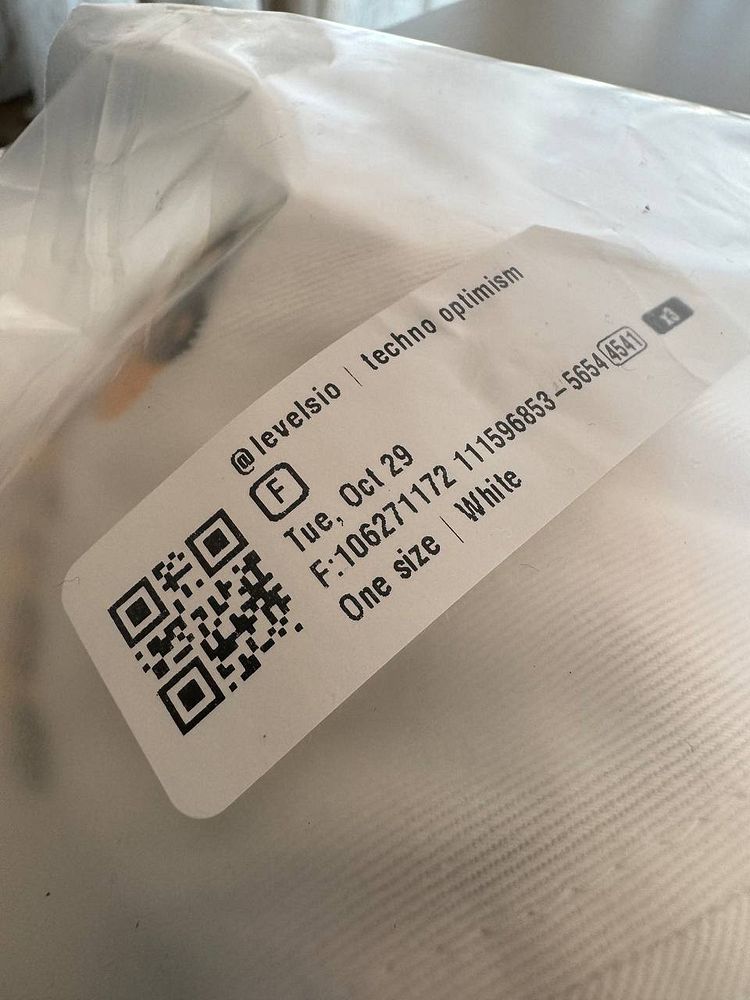 @levelsio | techno optimism
F
Tue, Oct 29
F:106271172 111596853–5654 4541 x3
One size | White